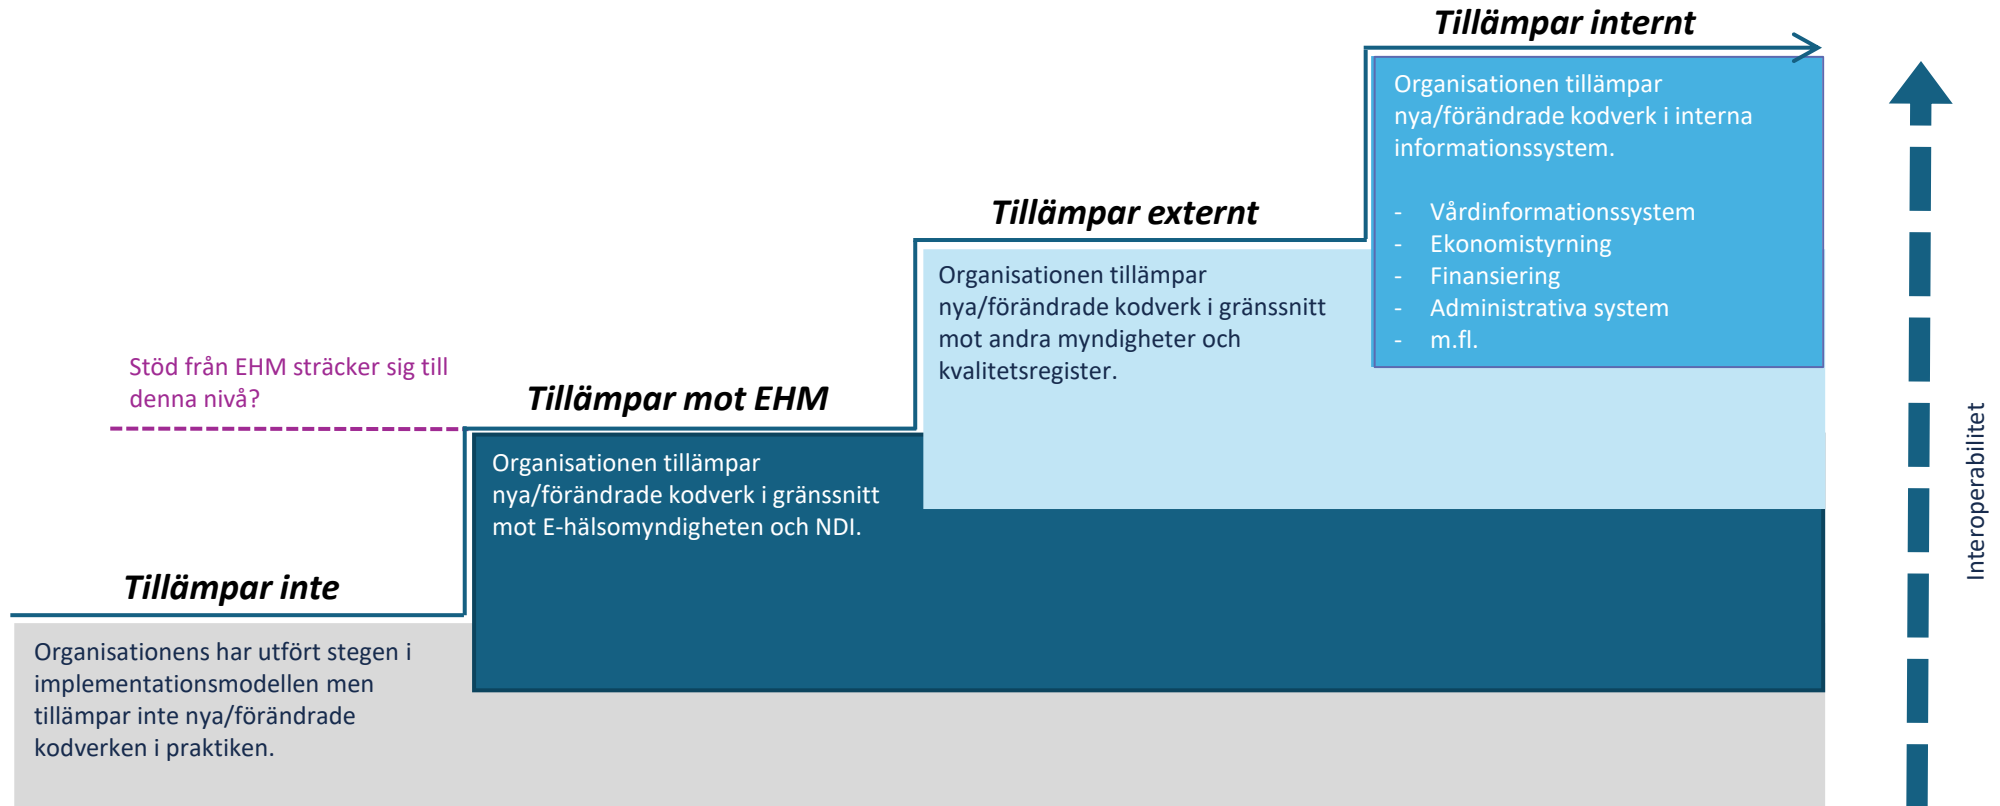 Tillämpar internt
Organisationen tillämpar
nya/förändrade kodverk i interna
informationssystem.
- Vårdinformationssystem
- Ekonomistyrning
- Finansiering
- Administrativa system
- m.fl.
Tillämpar externt
Organisationen tillämpar
nya/förändrade kodverk i gränssnitt
mot andra myndigheter och
kvalitetsregister.
Stöd från EHM sträcker sig till
denna nivå?
Tillämpar mot EHM
Organisationen tillämpar
nya/förändrade kodverk i gränssnitt
mot E-hälsomyndigheten och NDI.
Tillämpar inte
Organisationens har utfört stegen i
implementationsmodellen men
tillämpar inte nya/förändrade
kodverken i praktiken.
Interoperabilitet